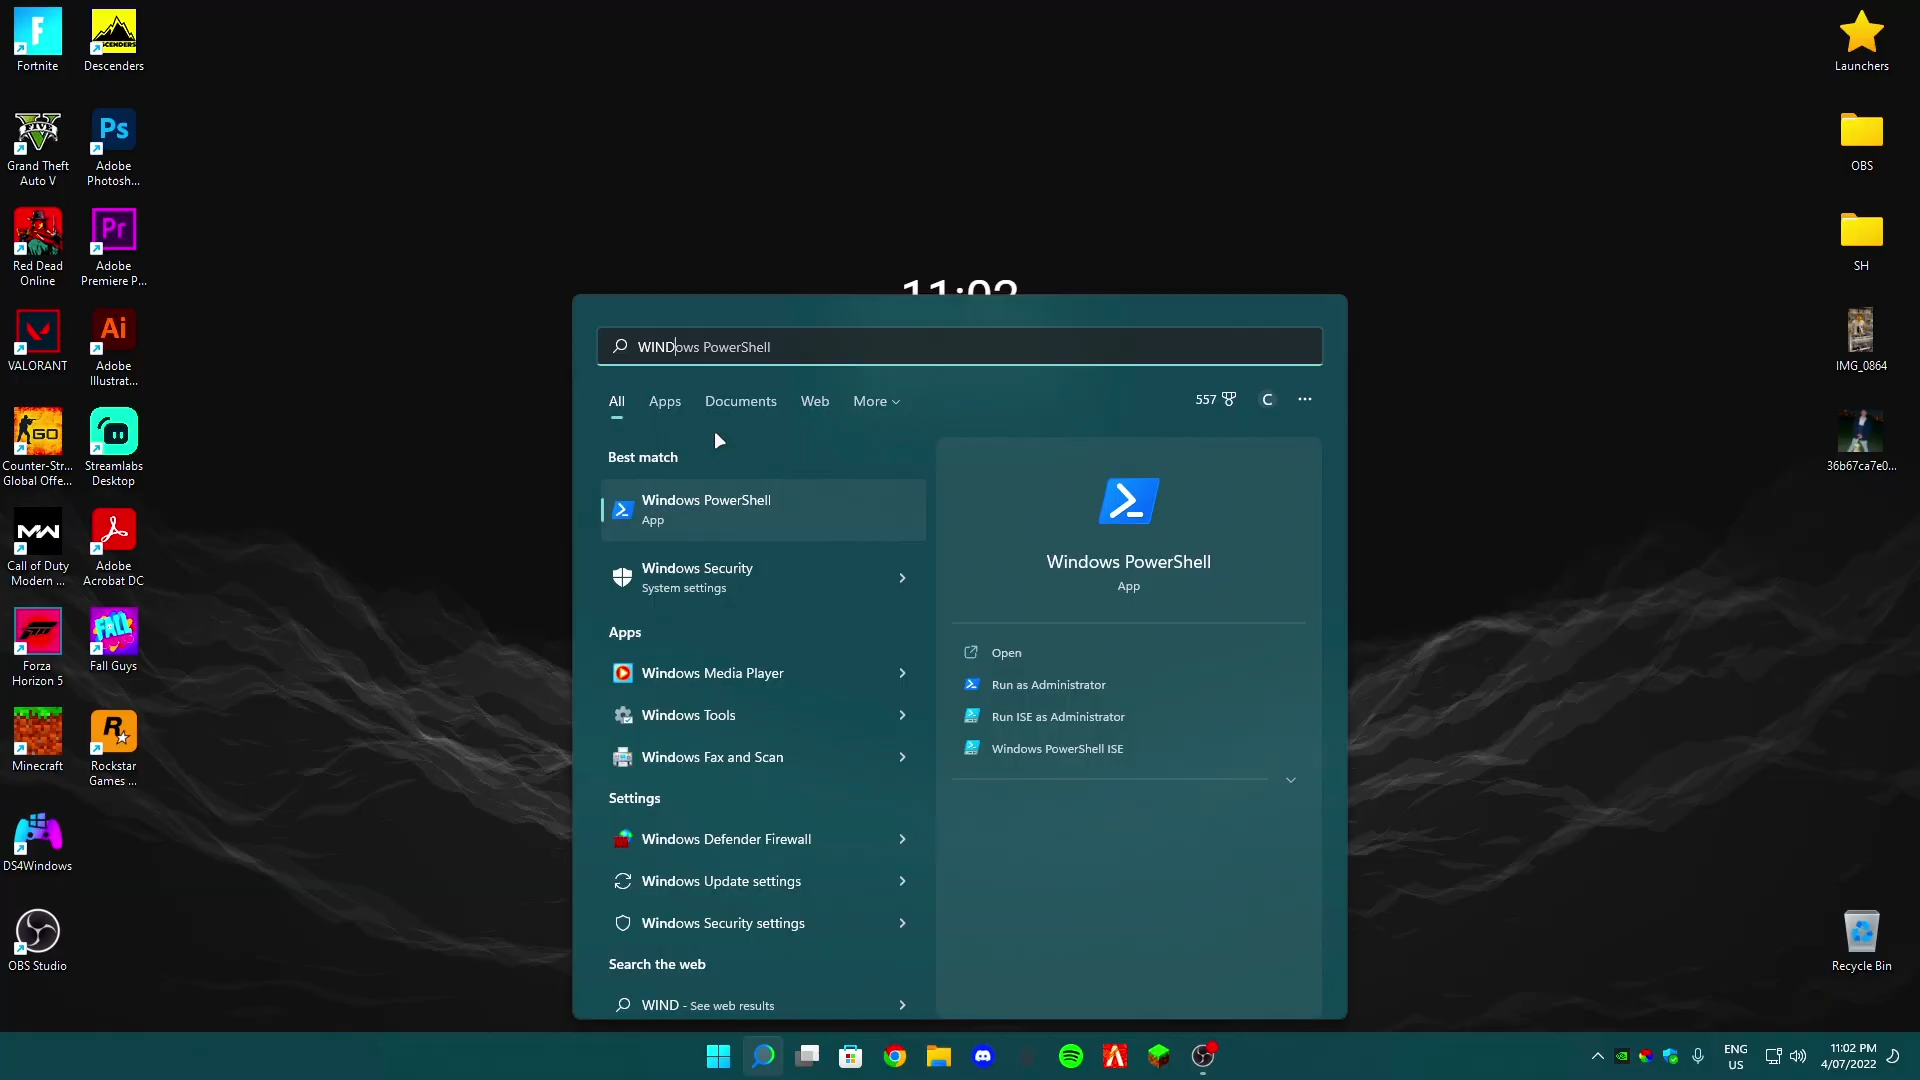 Fortnite
Descenders
Grand Theft
Auto V
Adobe
Photosh...
Red Dead
Online
Adobe
Premiere P...
VALORANT
Adobe
Illustrat...
Counter-Str...
Global Offe...
Streamlabs
Desktop
Call of Duty
Modern ...
Adobe
Acrobat DC
Forza
Horizon 5
Fall Guys
Minecraft
Rockstar
Games ...
DS4Windows
OBS Studio
11:02
WINDows PowerShell
All
Apps
Documents
Web
More
557
C
Best match
Windows PowerShell
App
Windows Security
System settings
Apps
Windows Media Player
Windows Tools
Windows Fax and Scan
Settings
Windows Defender Firewall
Windows Update settings
Windows Security settings
Search the web
WIND - See web results
Windows PowerShell
App
Open
Run as Administrator
Run ISE as Administrator
Windows PowerShell ISE
Launchers
OBS
SH
IMG_0864
36b67ca7e0...
Recycle Bin
ENG
US
11:02 PM
4/07/2022